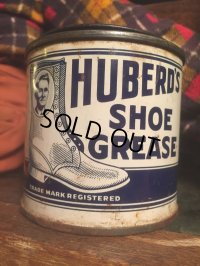 HUBERD'S
SHOE
GREASE
SOLD OUT
TRADE MARK REGISTERED